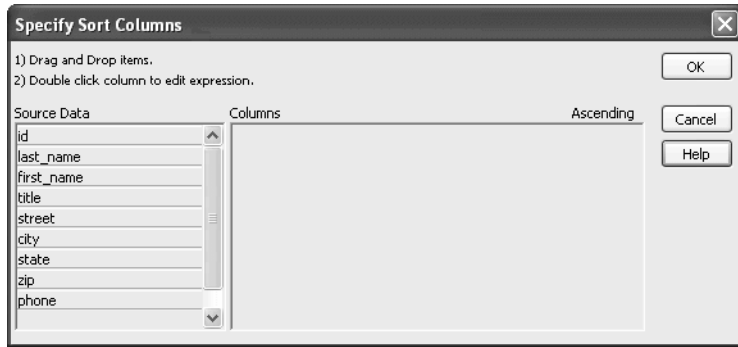 Specify Sort Columns
1) Drag and Drop items.
2) Double click column to edit expression.
OK
Source Data Columns Ascending
Cancel
Help
id
last_name
first_name
title
street
city
state
zip
phone